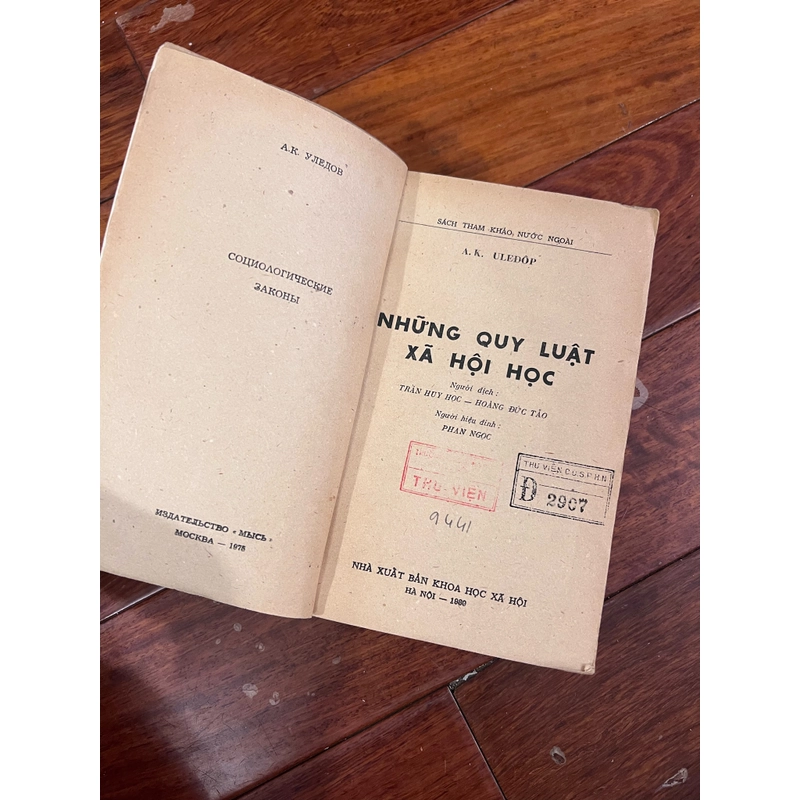 А.К. УЛЕДОВ
СОЦИОЛОГИЧЕСКИЕ
ЗАКОНЫ
ИЗДАТЕЛЬСТВО « МЫСЬ »
МОСКВА — 1975
SÁCH THAM KHẢO, NƯỚC NGOÀI
A. K. ULEĐÔP
NHỮNG QUY LUẬT
XÃ HỘI HỌC
Người dịch :
TRẦN HUY HỌC — HOÀNG ĐỨC TẢO
Người hiệu đính :
PHAN NGỌC
THƯ-VIỆN
THƯ VIỆN C.Đ.S.P.H.N
Đ 2907
9441
NHÀ XUẤT BẢN KHOA HỌC XÃ HỘI
HÀ NỘI — 1980